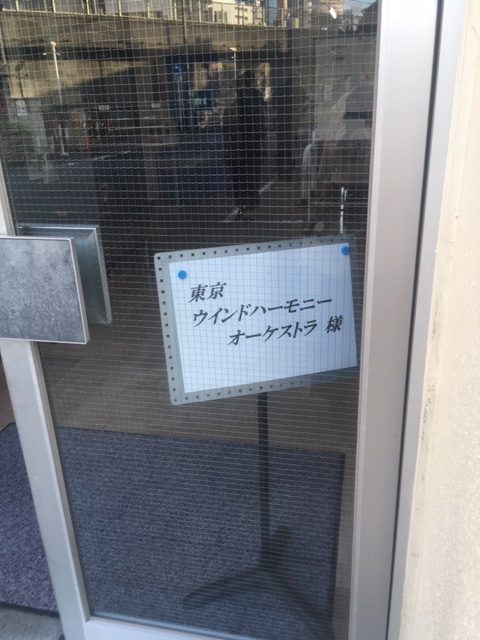 東京
ウインドハーモニー
オーケストラ 様